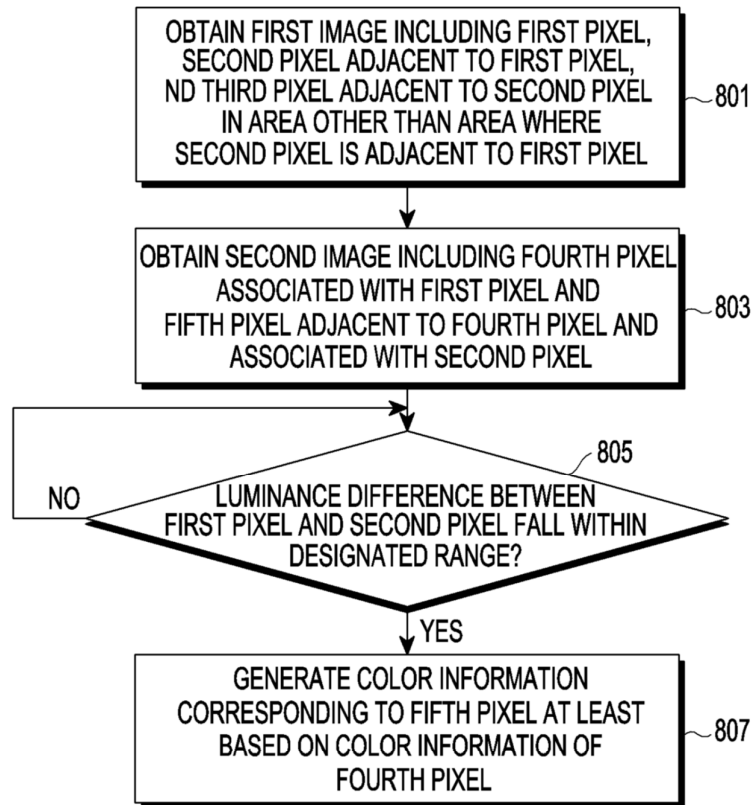 OBTAIN FIRST IMAGE INCLUDING FIRST PIXEL,
SECOND PIXEL ADJACENT TO FIRST PIXEL,
ND THIRD PIXEL ADJACENT TO SECOND PIXEL
IN AREA OTHER THAN AREA WHERE
SECOND PIXEL IS ADJACENT TO FIRST PIXEL
801
OBTAIN SECOND IMAGE INCLUDING FOURTH PIXEL
ASSOCIATED WITH FIRST PIXEL AND
FIFTH PIXEL ADJACENT TO FOURTH PIXEL AND
ASSOCIATED WITH SECOND PIXEL
803
805
NO
LUMINANCE DIFFERENCE BETWEEN
FIRST PIXEL AND SECOND PIXEL FALL WITHIN
DESIGNATED RANGE?
YES
GENERATE COLOR INFORMATION
CORRESPONDING TO FIFTH PIXEL AT LEAST
BASED ON COLOR INFORMATION OF
FOURTH PIXEL
807